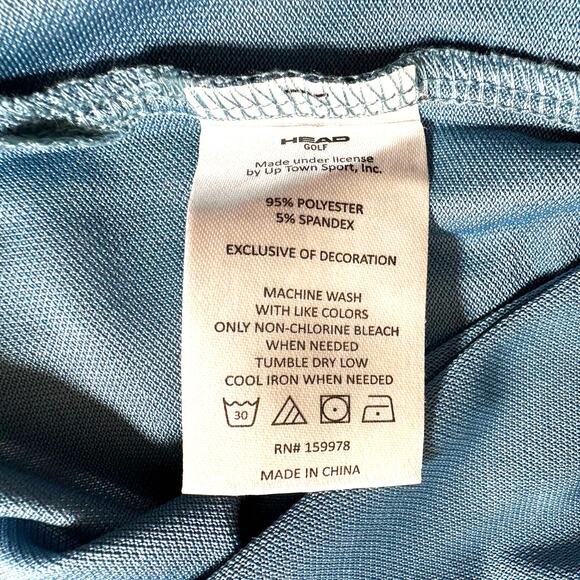 HEAD
GOLF
Made under license
by Up Town Sport, Inc.
95% POLYESTER
5% SPANDEX
EXCLUSIVE OF DECORATION
MACHINE WASH
WITH LIKE COLORS
ONLY NON-CHLORINE BLEACH
WHEN NEEDED
TUMBLE DRY LOW
COOL IRON WHEN NEEDED
30
RN# 159978
MADE IN CHINA